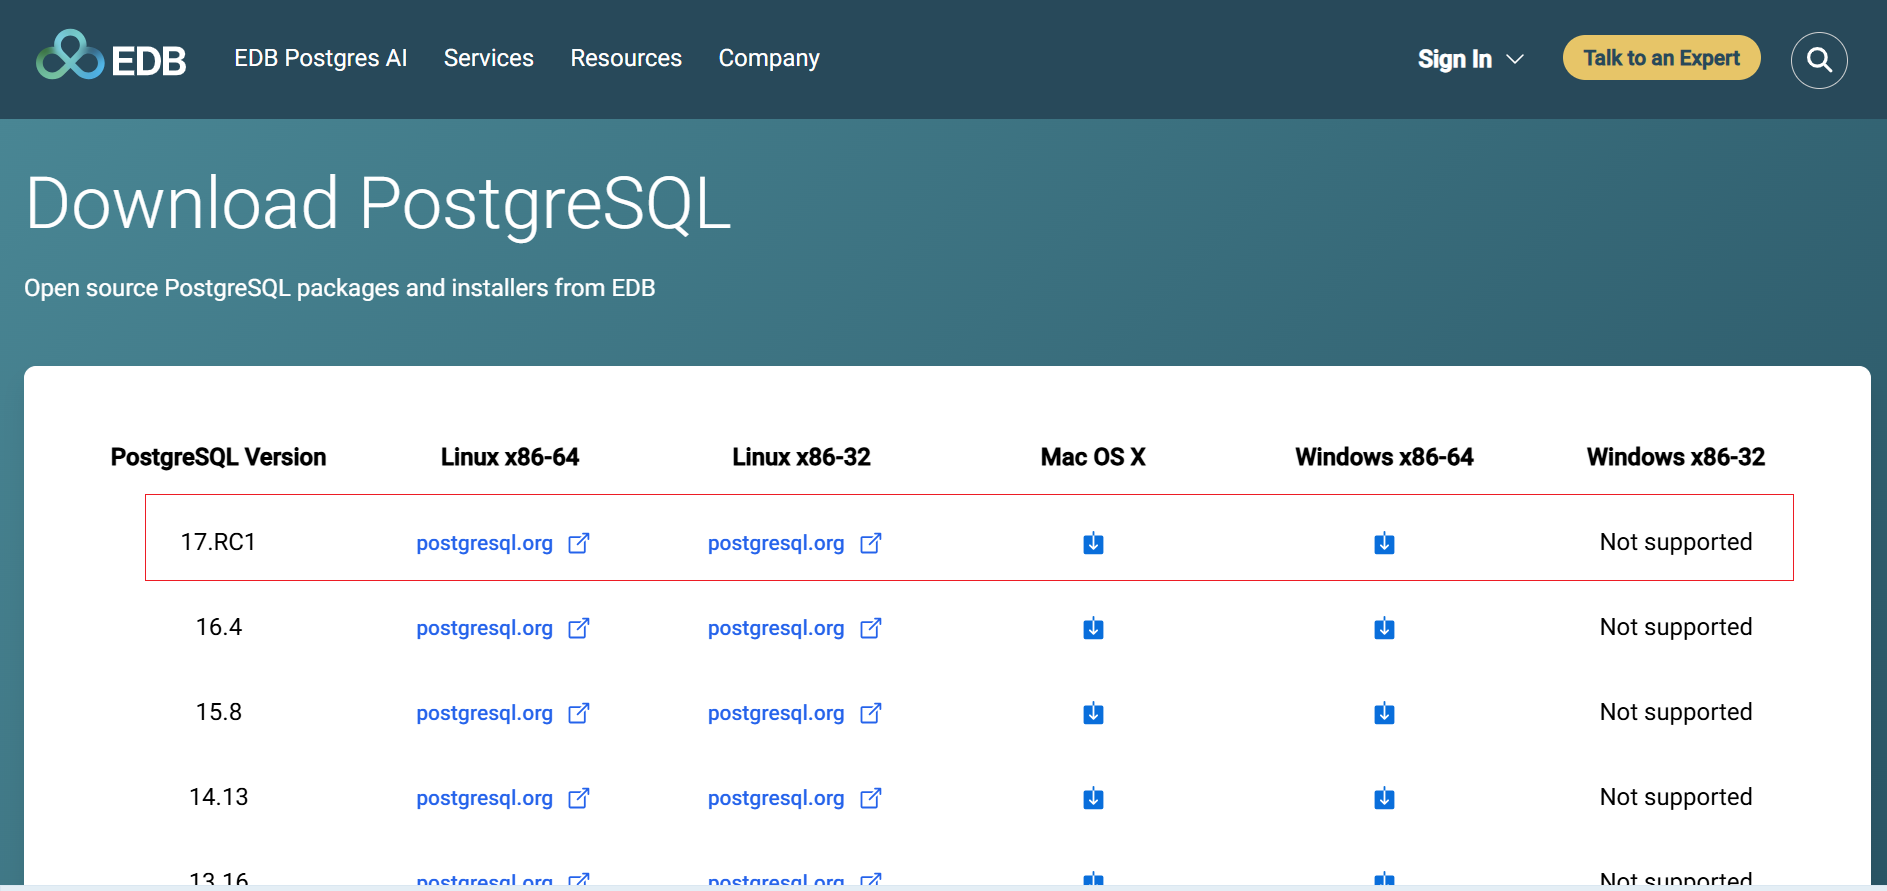 EDB EDB Postgres AI Services Resources Company Sign In Talk to an Expert
Download PostgreSQL
Open source PostgreSQL packages and installers from EDB
PostgreSQL Version Linux x86-64 Linux x86-32 Mac OS X Windows x86-64 Windows x86-32
17.RC1 postgresql.org postgresql.org Not supported
16.4 postgresql.org postgresql.org Not supported
15.8 postgresql.org postgresql.org Not supported
14.13 postgresql.org postgresql.org Not supported
13.16 postgresql.org postgresql.org Not supported